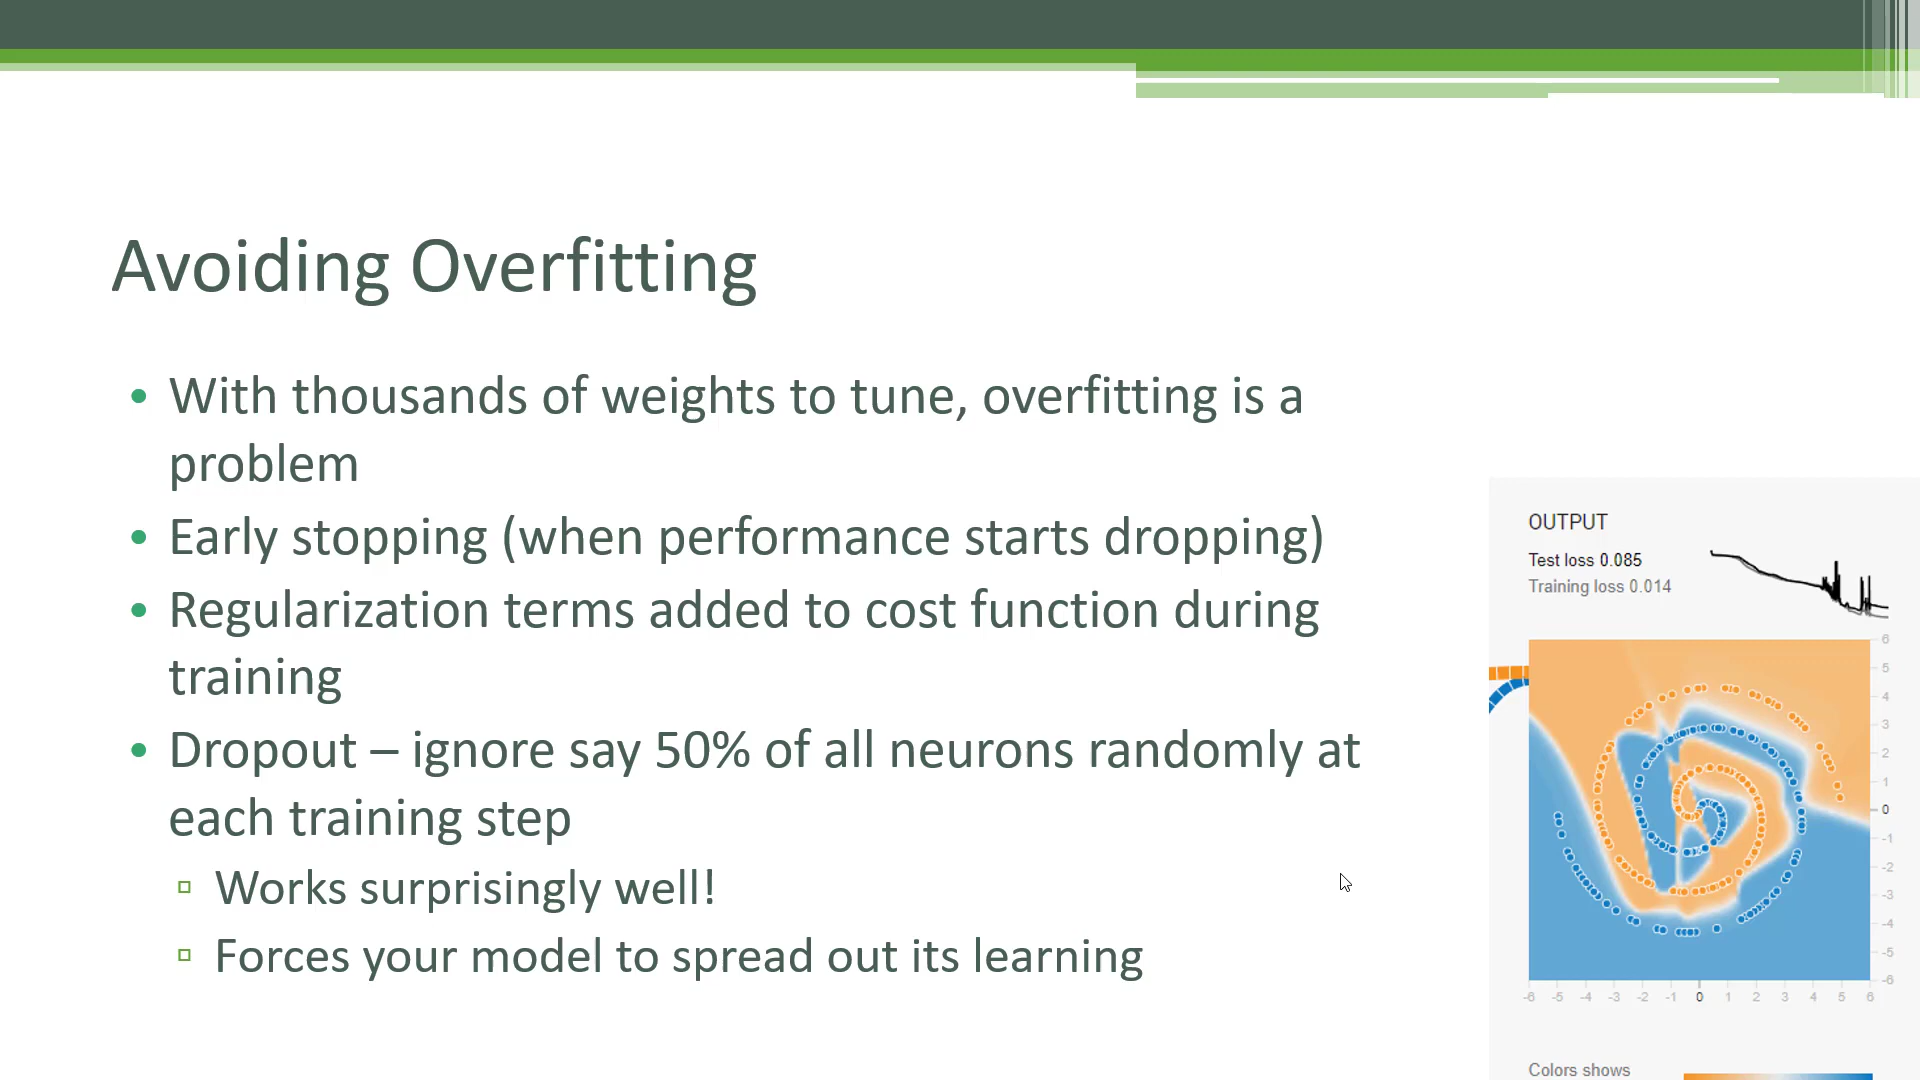 Avoiding Overfitting
• With thousands of weights to tune, overfitting is a
problem
• Early stopping (when performance starts dropping)
• Regularization terms added to cost function during
training
• Dropout – ignore say 50% of all neurons randomly at
each training step
▫ Works surprisingly well!
▫ Forces your model to spread out its learning
OUTPUT
Test loss 0.085
Training loss 0.014
6
5
4
3
2
1
0
-1
-2
-3
-4
-5
-6
-6 -5 -4 -3 -2 -1 0 1 2 3 4 5 6
Colors shows